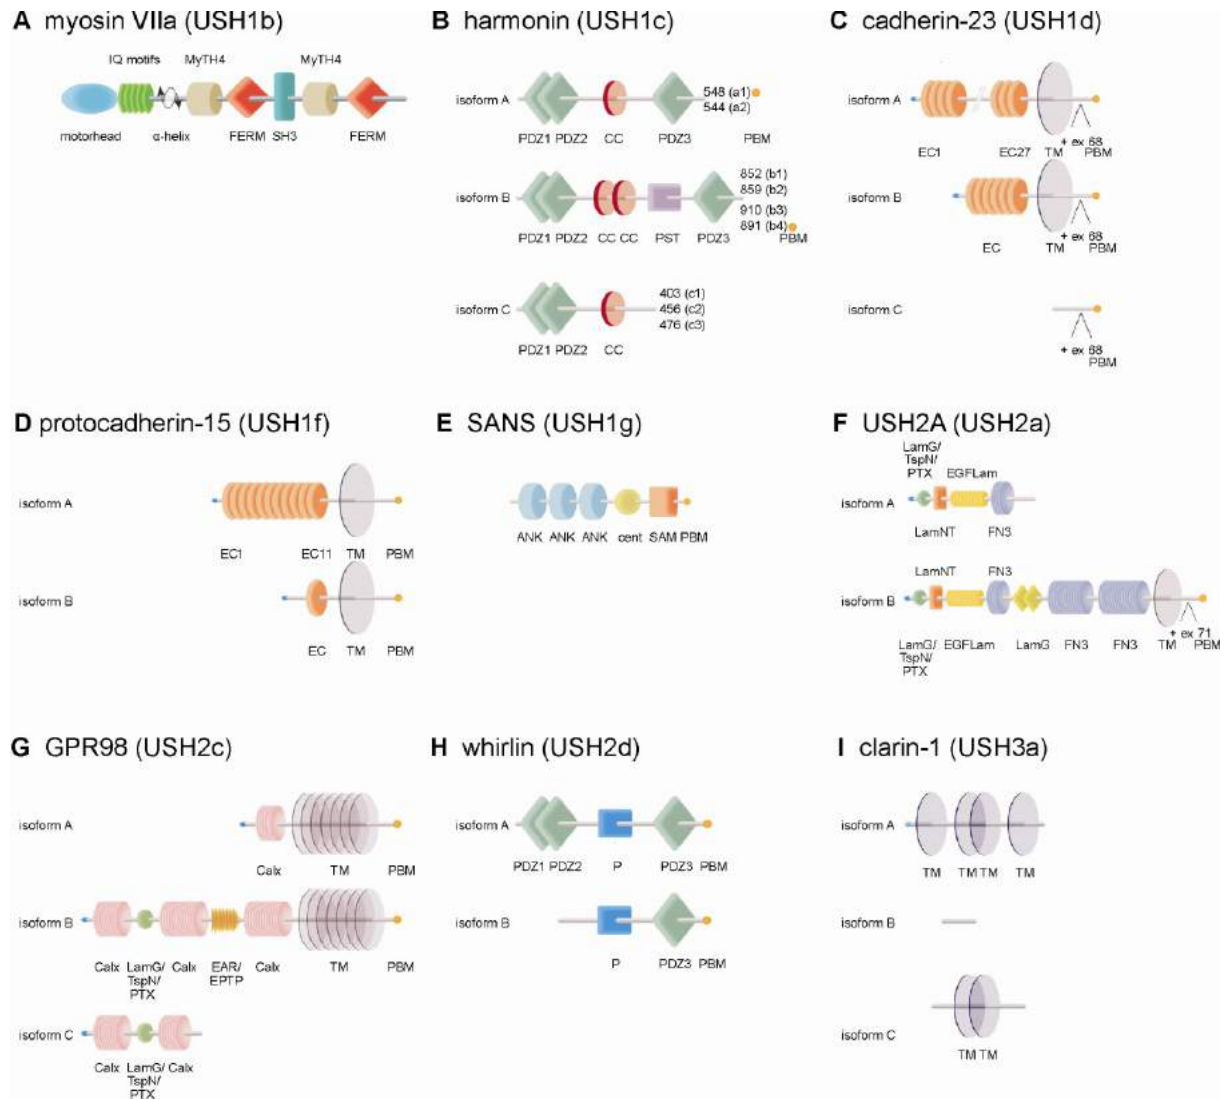 A myosin VIIa (USH1b)
IQ motifs MyTH4 MyTH4
motorhead α-helix FERM SH3 FERM
B harmonin (USH1c)
isoform A
548 (a1)
544 (a2)
PDZ1 PDZ2 CC PDZ3 PBM
isoform B
852 (b1)
859 (b2)
910 (b3)
891 (b4)
PDZ1 PDZ2 CC CC PST PDZ3 PBM
isoform C
403 (c1)
456 (c2)
476 (c3)
PDZ1 PDZ2 CC
C cadherin-23 (USH1d)
isoform A
+ ex 68
EC1 EC27 TM PBM
isoform B
+ ex 68
EC TM PBM
isoform C
+ ex 68
PBM
D protocadherin-15 (USH1f)
isoform A
EC1 EC11 TM PBM
isoform B
EC TM PBM
E SANS (USH1g)
ANK ANK ANK cent SAM PBM
F USH2A (USH2a)
LamG/
TspN/
PTX EGFLam
isoform A
LamNT FN3
LamNT FN3
isoform B
+ ex 71
LamG/ EGFLam LamG FN3 FN3 TM PBM
TspN/
PTX
G GPR98 (USH2c)
isoform A
Calx TM PBM
isoform B
Calx LamG/ Calx EAR/ Calx TM PBM
TspN/ EPTP
PTX
isoform C
Calx LamG/ Calx
TspN/
PTX
H whirlin (USH2d)
isoform A
PDZ1 PDZ2 P PDZ3 PBM
isoform B
P PDZ3 PBM
I clarin-1 (USH3a)
isoform A
TM TM TM TM
isoform B
isoform C
TM TM